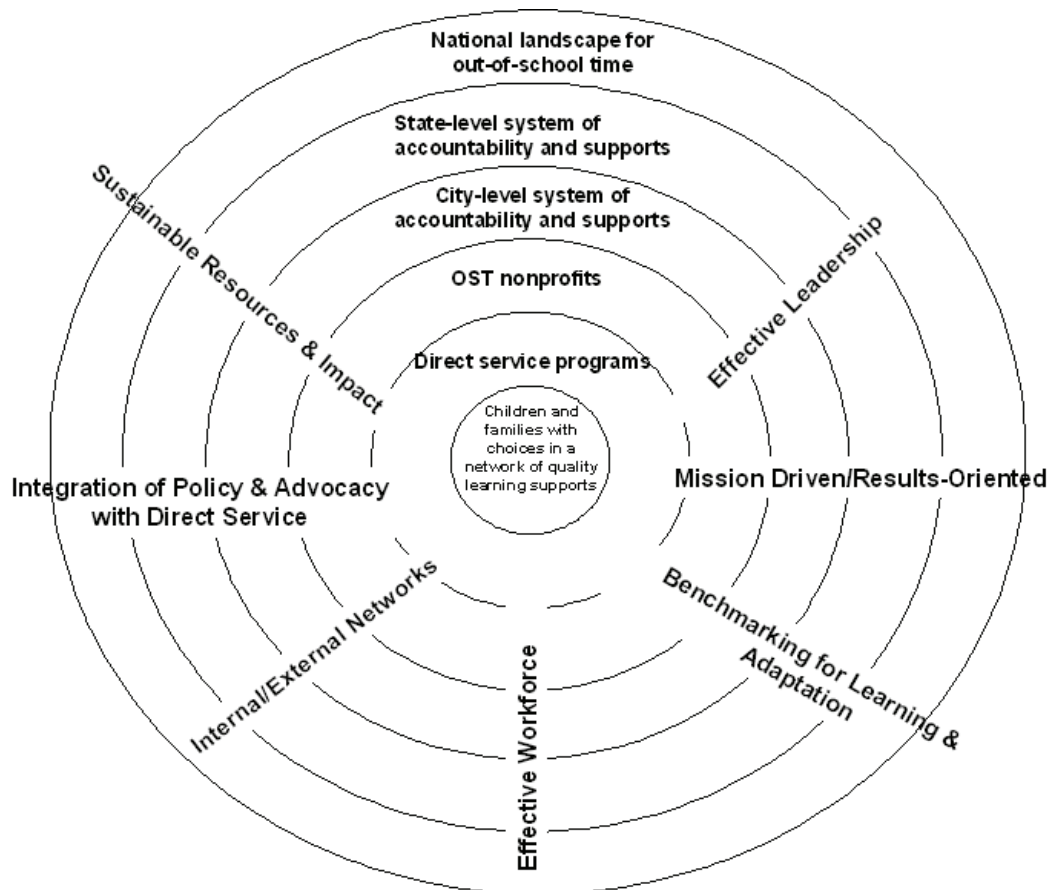 National landscape for
out-of-school time
State-level system of
accountability and supports
City-level system of
accountability and supports
OST nonprofits
Direct service programs
Children and
families with
choices in a
network of quality
learning supports
Sustainable Resources & Impact
Effective Leadership
Integration of Policy & Advocacy
with Direct Service
Mission Driven/Results-Oriented
Internal/External Networks
Effective Workforce
Benchmarking for Learning &
Adaptation